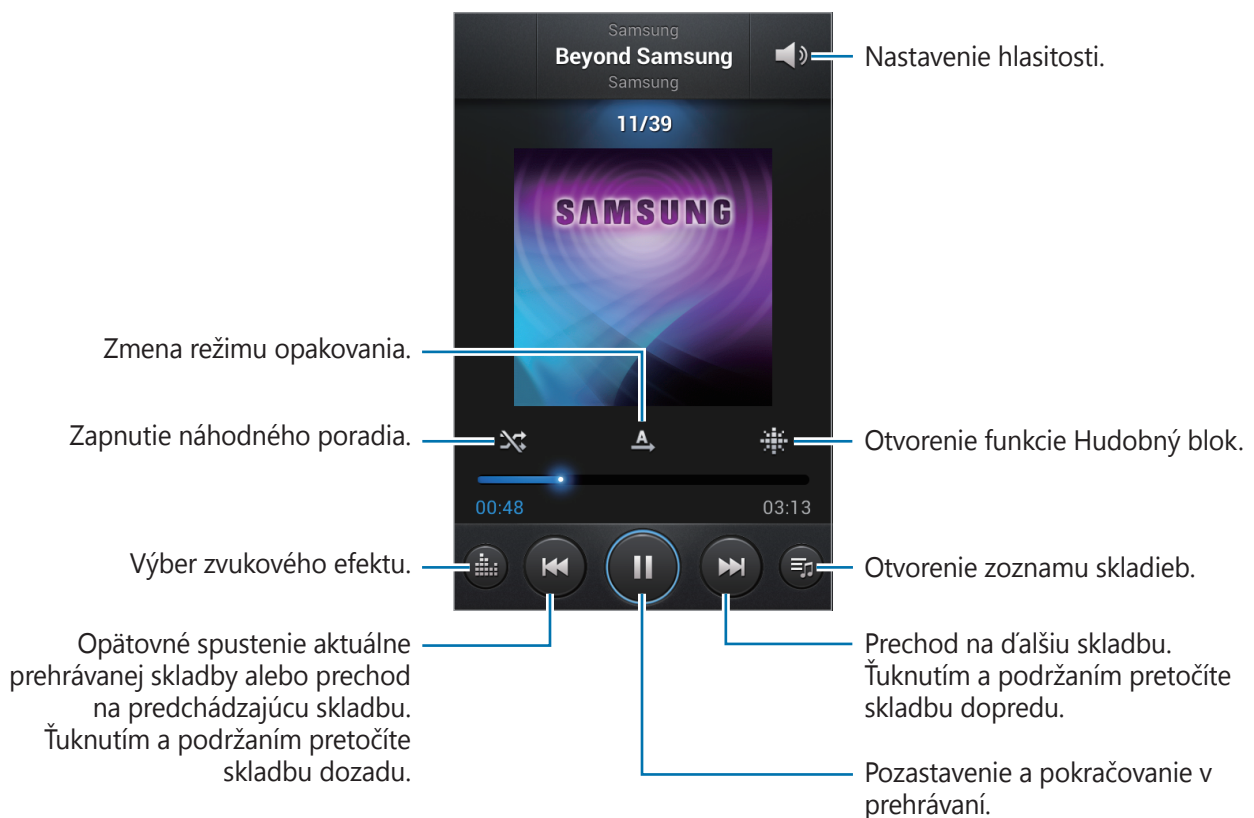 Samsung
Beyond Samsung
Samsung
Nastavenie hlasitosti.
11/39
SAMSUNG
Zmena režimu opakovania.
A
Zapnutie náhodného poradia.
Otvorenie funkcie Hudobný blok.
00:48
03:13
Výber zvukového efektu.
Otvorenie zoznamu skladieb.
Opätovné spustenie aktuálne
prehrávanej skladby alebo prechod
na predchádzajúcu skladbu.
Ťuknutím a podržaním pretočíte
skladbu dozadu.
Prechod na ďalšiu skladbu.
Ťuknutím a podržaním pretočíte
skladbu dopredu.
Pozastavenie a pokračovanie v
prehrávaní.